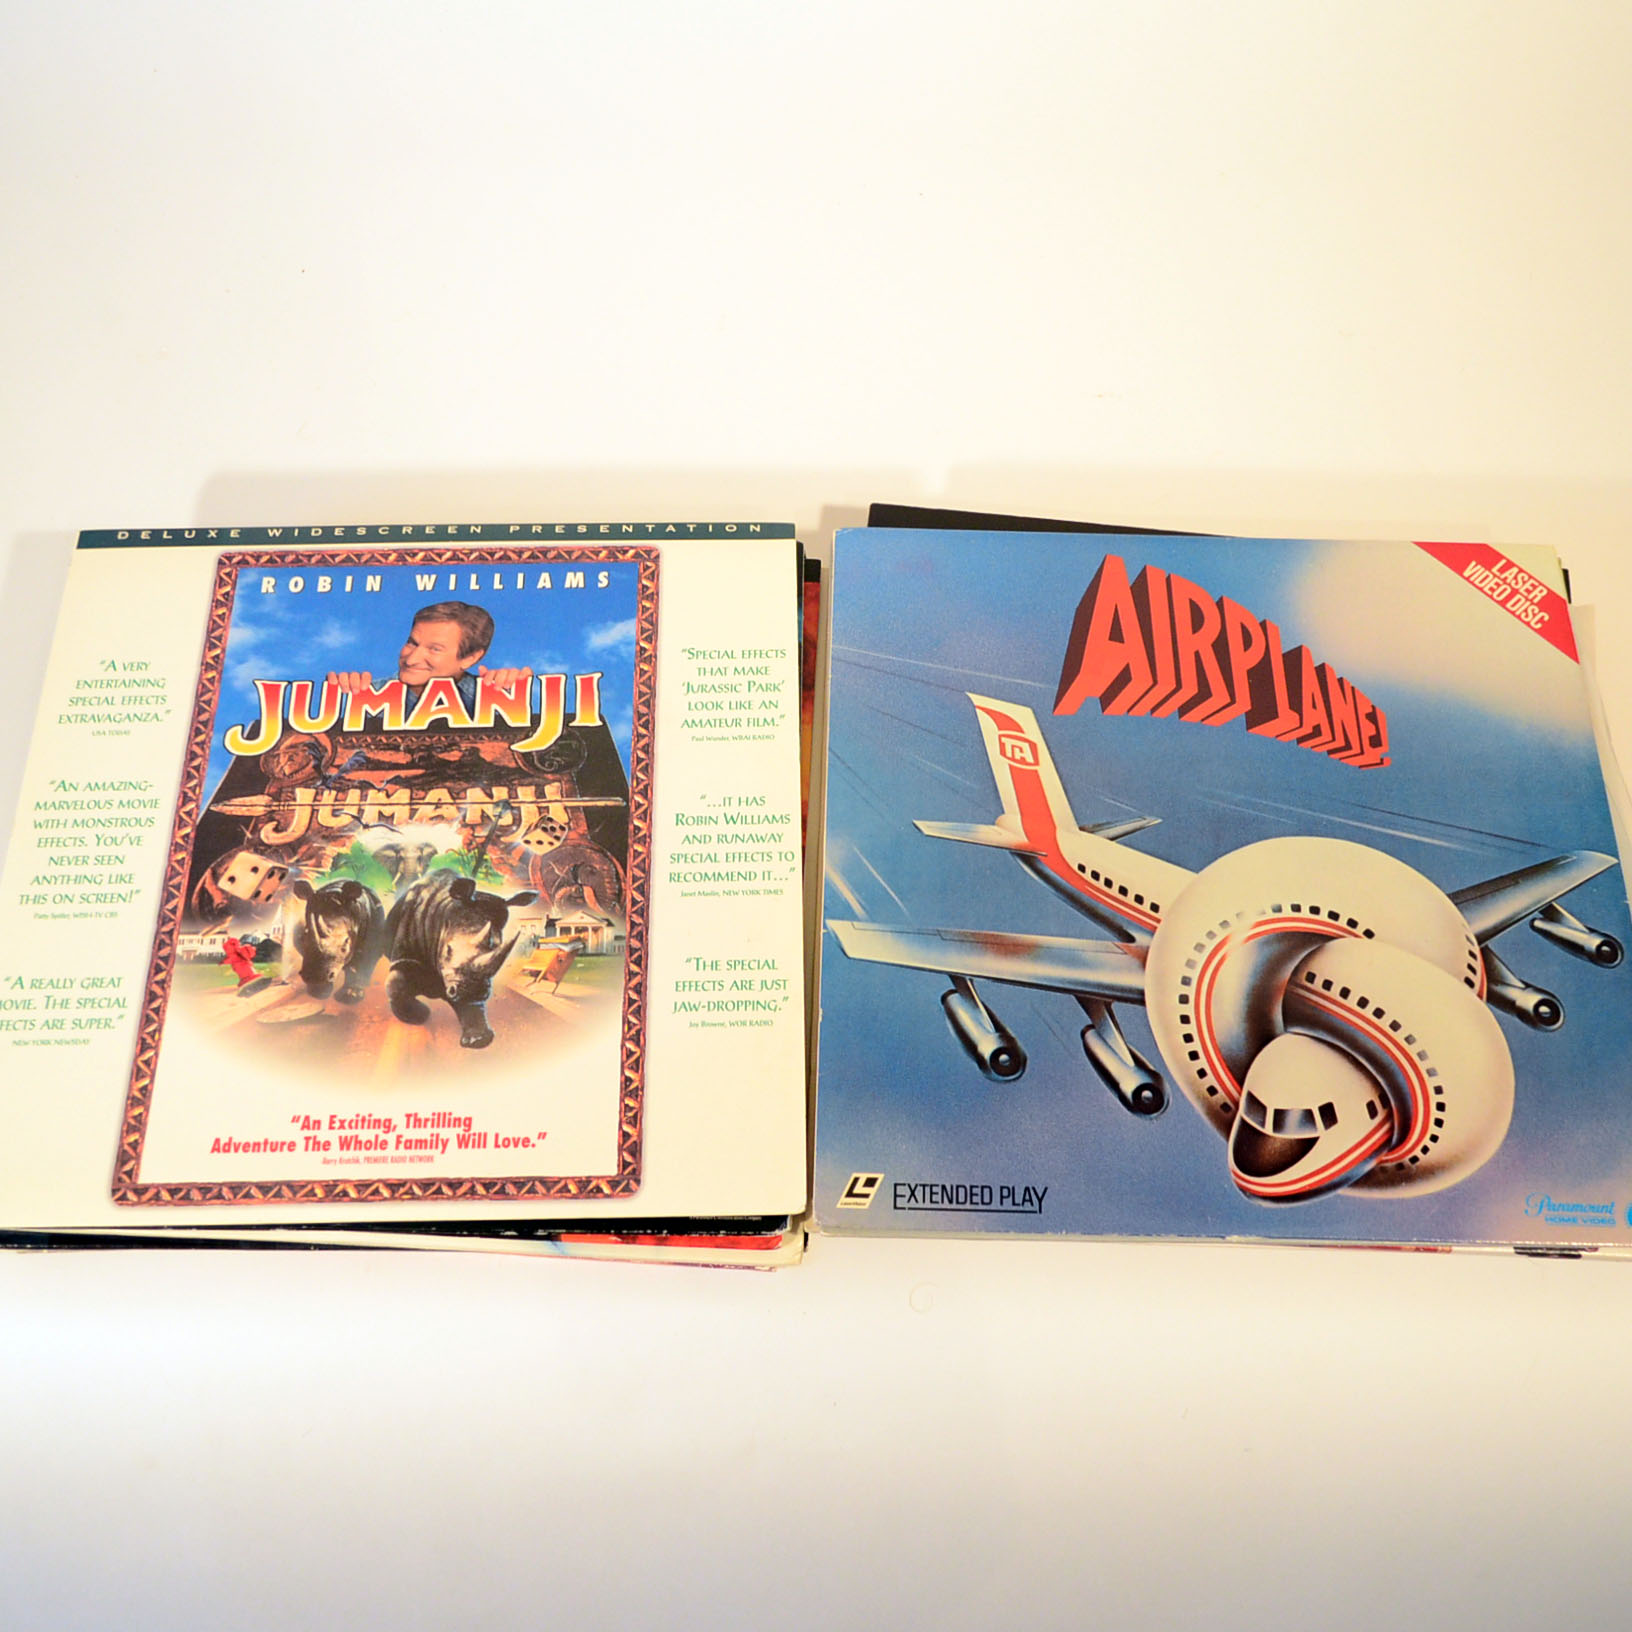 DELUXE WIDESCREEN PRESENTATION
ROBIN WILLIAMS
JUMANJI
JUMANJI
"A VERY
ENTERTAINING
SPECIAL EFFECTS
EXTRAVAGANZA."
USA TODAY
"AN AMAZING-
MARVELOUS MOVIE
WITH MONSTROUS
EFFECTS. YOU'VE
NEVER SEEN
ANYTHING LIKE
THIS ON SCREEN!"
"A REALLY GREAT
OVIE. THE SPECIAL
FECTS ARE SUPER."
NEW YORK NEWSDAY
"SPECIAL EFFECTS
THAT MAKE
'JURASSIC PARK'
LOOK LIKE AN
AMATEUR FILM."
Paul Wunder, WBAI RADIO
"...IT HAS
ROBIN WILLIAMS
AND RUNAWAY
SPECIAL EFFECTS TO
RECOMMEND IT..."
Janet Maslin, NEW YORK TIMES
"THE SPECIAL
EFFECTS ARE JUST
JAW-DROPPING."
Joy Browne, WOR RADIO
"An Exciting, Thrilling
Adventure The Whole Family Will Love."
Barry Krutchik, PREMIERE RADIO NETWORK
LASER
VIDEO DISC
AIRPLANE!
TA
EXTENDED PLAY
Paramount
HOME VIDEO